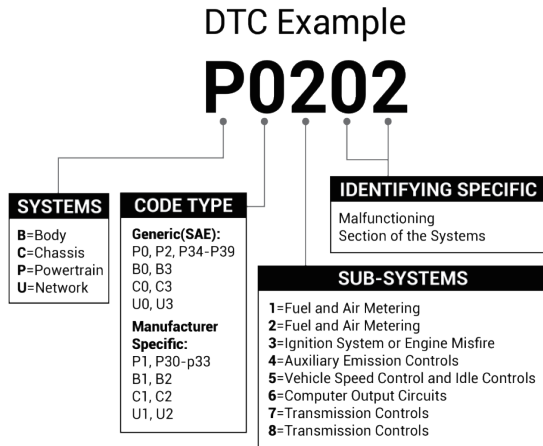 DTC Example
P0202
SYSTEMS
B=Body
C=Chassis
P=Powertrain
U=Network
CODE TYPE
Generic(SAE):
P0, P2, P34-P39
B0, B3
C0, C3
U0, U3
Manufacturer
Specific:
P1, P30-p33
B1, B2
C1, C2
U1, U2
IDENTIFYING SPECIFIC
Malfunctioning
Section of the Systems
SUB-SYSTEMS
1=Fuel and Air Metering
2=Fuel and Air Metering
3=Ignition System or Engine Misfire
4=Auxiliary Emission Controls
5=Vehicle Speed Control and Idle Controls
6=Computer Output Circuits
7=Transmission Controls
8=Transmission Controls